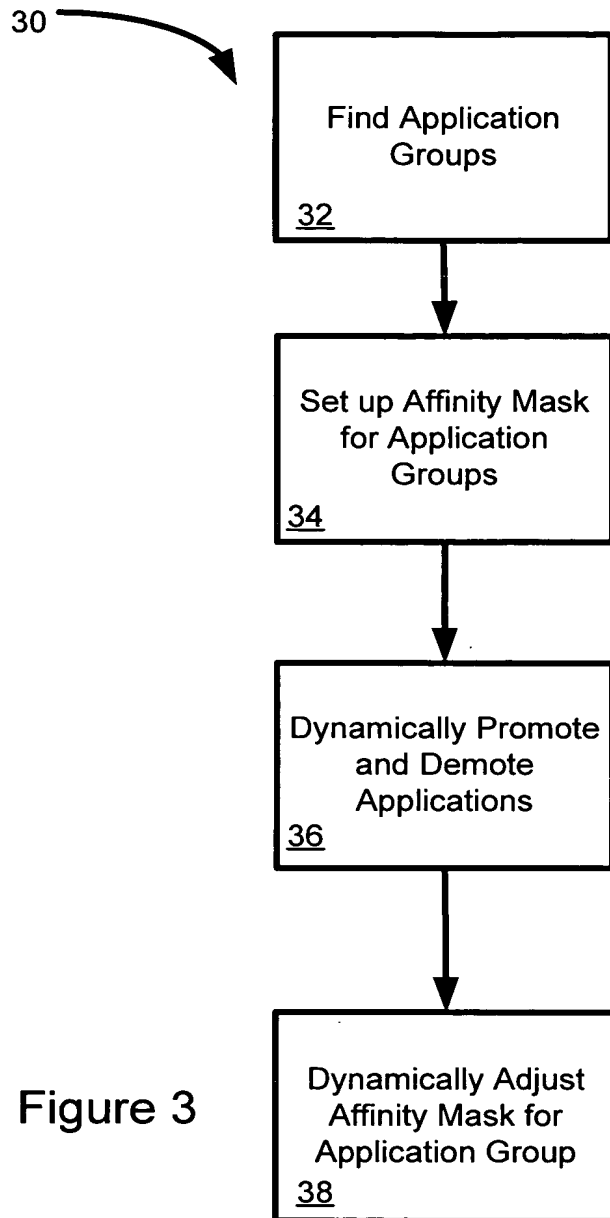 30
Find Application
Groups
32
Set up Affinity Mask
for Application
Groups
34
Dynamically Promote
and Demote
Applications
36
Dynamically Adjust
Affinity Mask for
Application Group
38
Figure 3